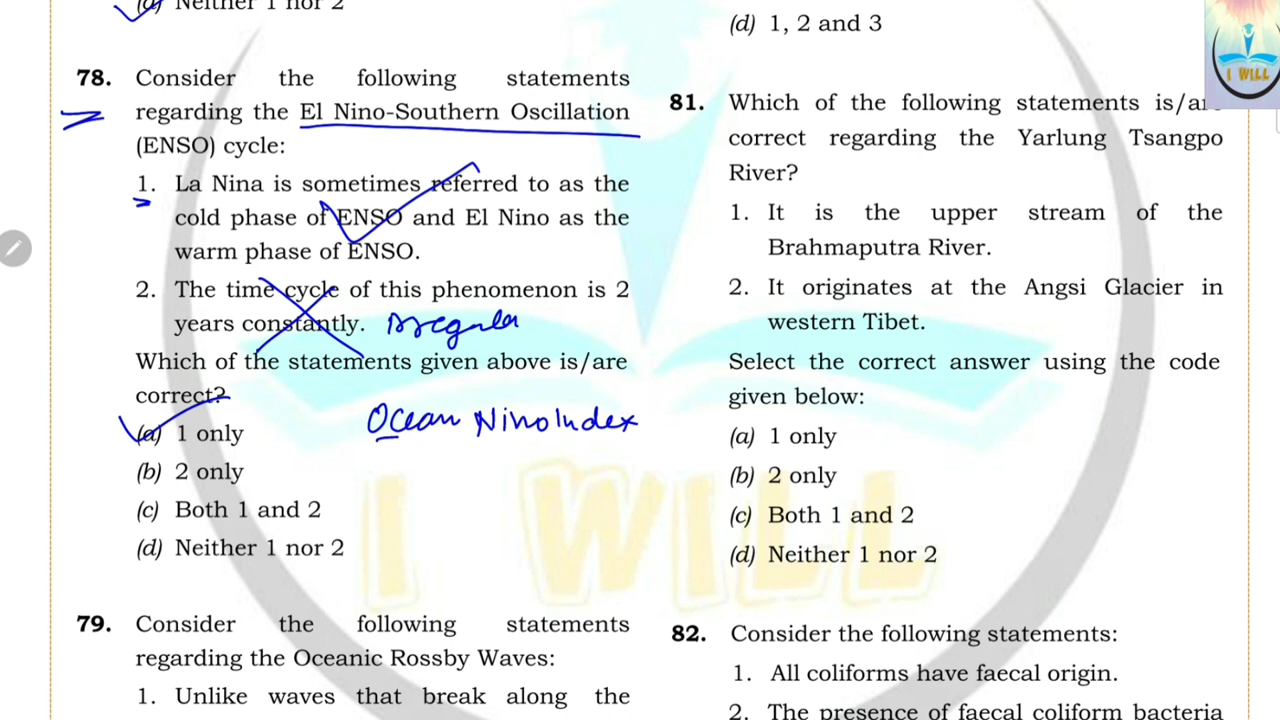 (d) Neither 1 nor 2
78. Consider the following statements
regarding the El Nino-Southern Oscillation
(ENSO) cycle:
1. La Nina is sometimes referred to as the
cold phase of ENSO and El Nino as the
warm phase of ENSO.
2. The time cycle of this phenomenon is 2
years constantly. Irregular
Which of the statements given above is/are
correct?
(a) 1 only
Ocean Nino Index
(b) 2 only
(c) Both 1 and 2
(d) Neither 1 nor 2
79. Consider the following statements
regarding the Oceanic Rossby Waves:
1. Unlike waves that break along the
(d) 1, 2 and 3
81. Which of the following statements is/are
correct regarding the Yarlung Tsangpo
River?
1. It is the upper stream of the
Brahmaputra River.
2. It originates at the Angsi Glacier in
western Tibet.
Select the correct answer using the code
given below:
(a) 1 only
(b) 2 only
(c) Both 1 and 2
(d) Neither 1 nor 2
82. Consider the following statements:
1. All coliforms have faecal origin.
2. The presence of faecal coliform bacteria
I WILL
I WILL